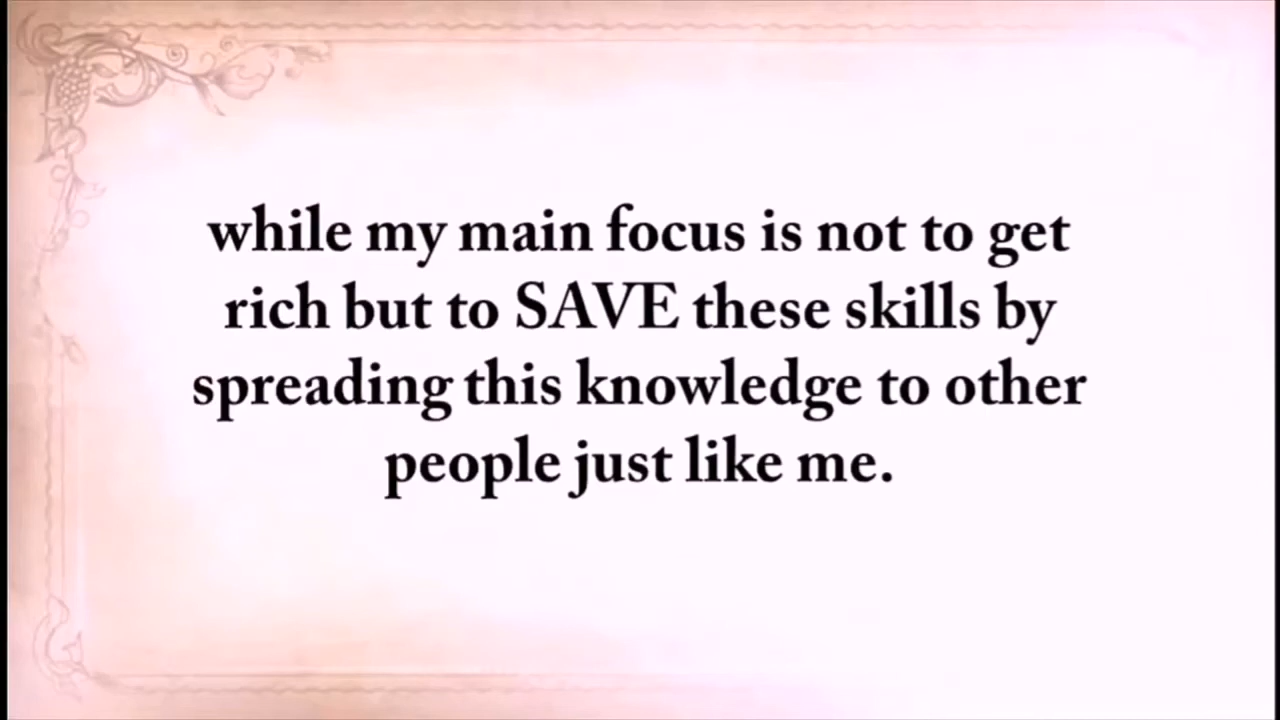 while my main focus is not to get
rich but to SAVE these skills by
spreading this knowledge to other
people just like me.